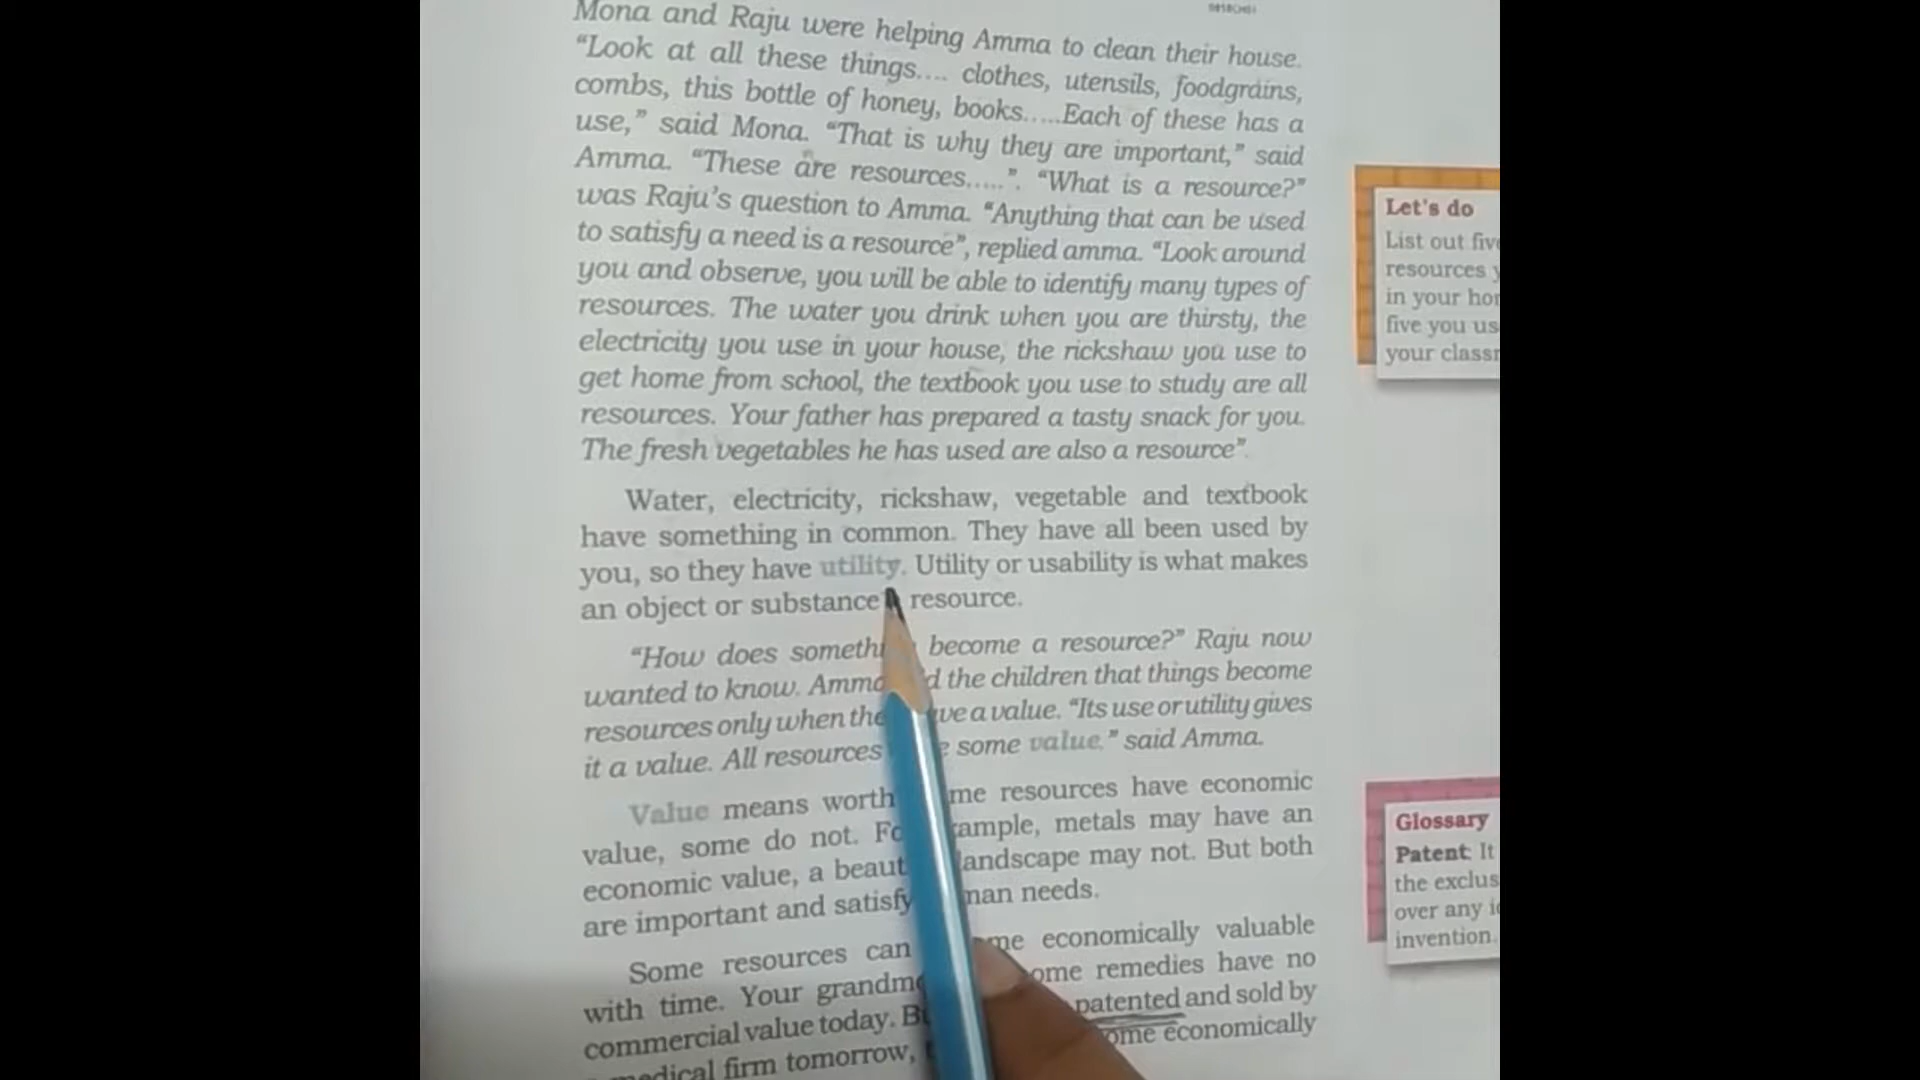 Mona and Raju were helping Amma to clean their house.
“Look at all these things.... clothes, utensils, foodgrains,
combs, this bottle of honey, books.....Each of these has a
use,” said Mona. “That is why they are important,” said
Amma. “These are resources.....”. “What is a resource?”
was Raju’s question to Amma. “Anything that can be used
to satisfy a need is a resource”, replied amma. “Look around
you and observe, you will be able to identify many types of
resources. The water you drink when you are thirsty, the
electricity you use in your house, the rickshaw you use to
get home from school, the textbook you use to study are all
resources. Your father has prepared a tasty snack for you.
The fresh vegetables he has used are also a resource”.
Water, electricity, rickshaw, vegetable and textbook
have something in common. They have all been used by
you, so they have utility. Utility or usability is what makes
an object or substance resource.
“How does someth become a resource?” Raju now
wanted to know. Amma d the children that things become
resources only when the ve a value. “Its use or utility gives
it a value. All resources e some value,” said Amma.
Value means worth me resources have economic
value, some do not. Fo ample, metals may have an
economic value, a beaut landscape may not. But both
are important and satisfy man needs.
Some resources can me economically valuable
with time. Your grandmo ome remedies have no
commercial value today. B patented and sold by
medical firm tomorrow, ome economically
Let’s do
List out five
resources y
in your hom
five you us
your classr
Glossary
Patent: It
the exclus
over any i
invention.